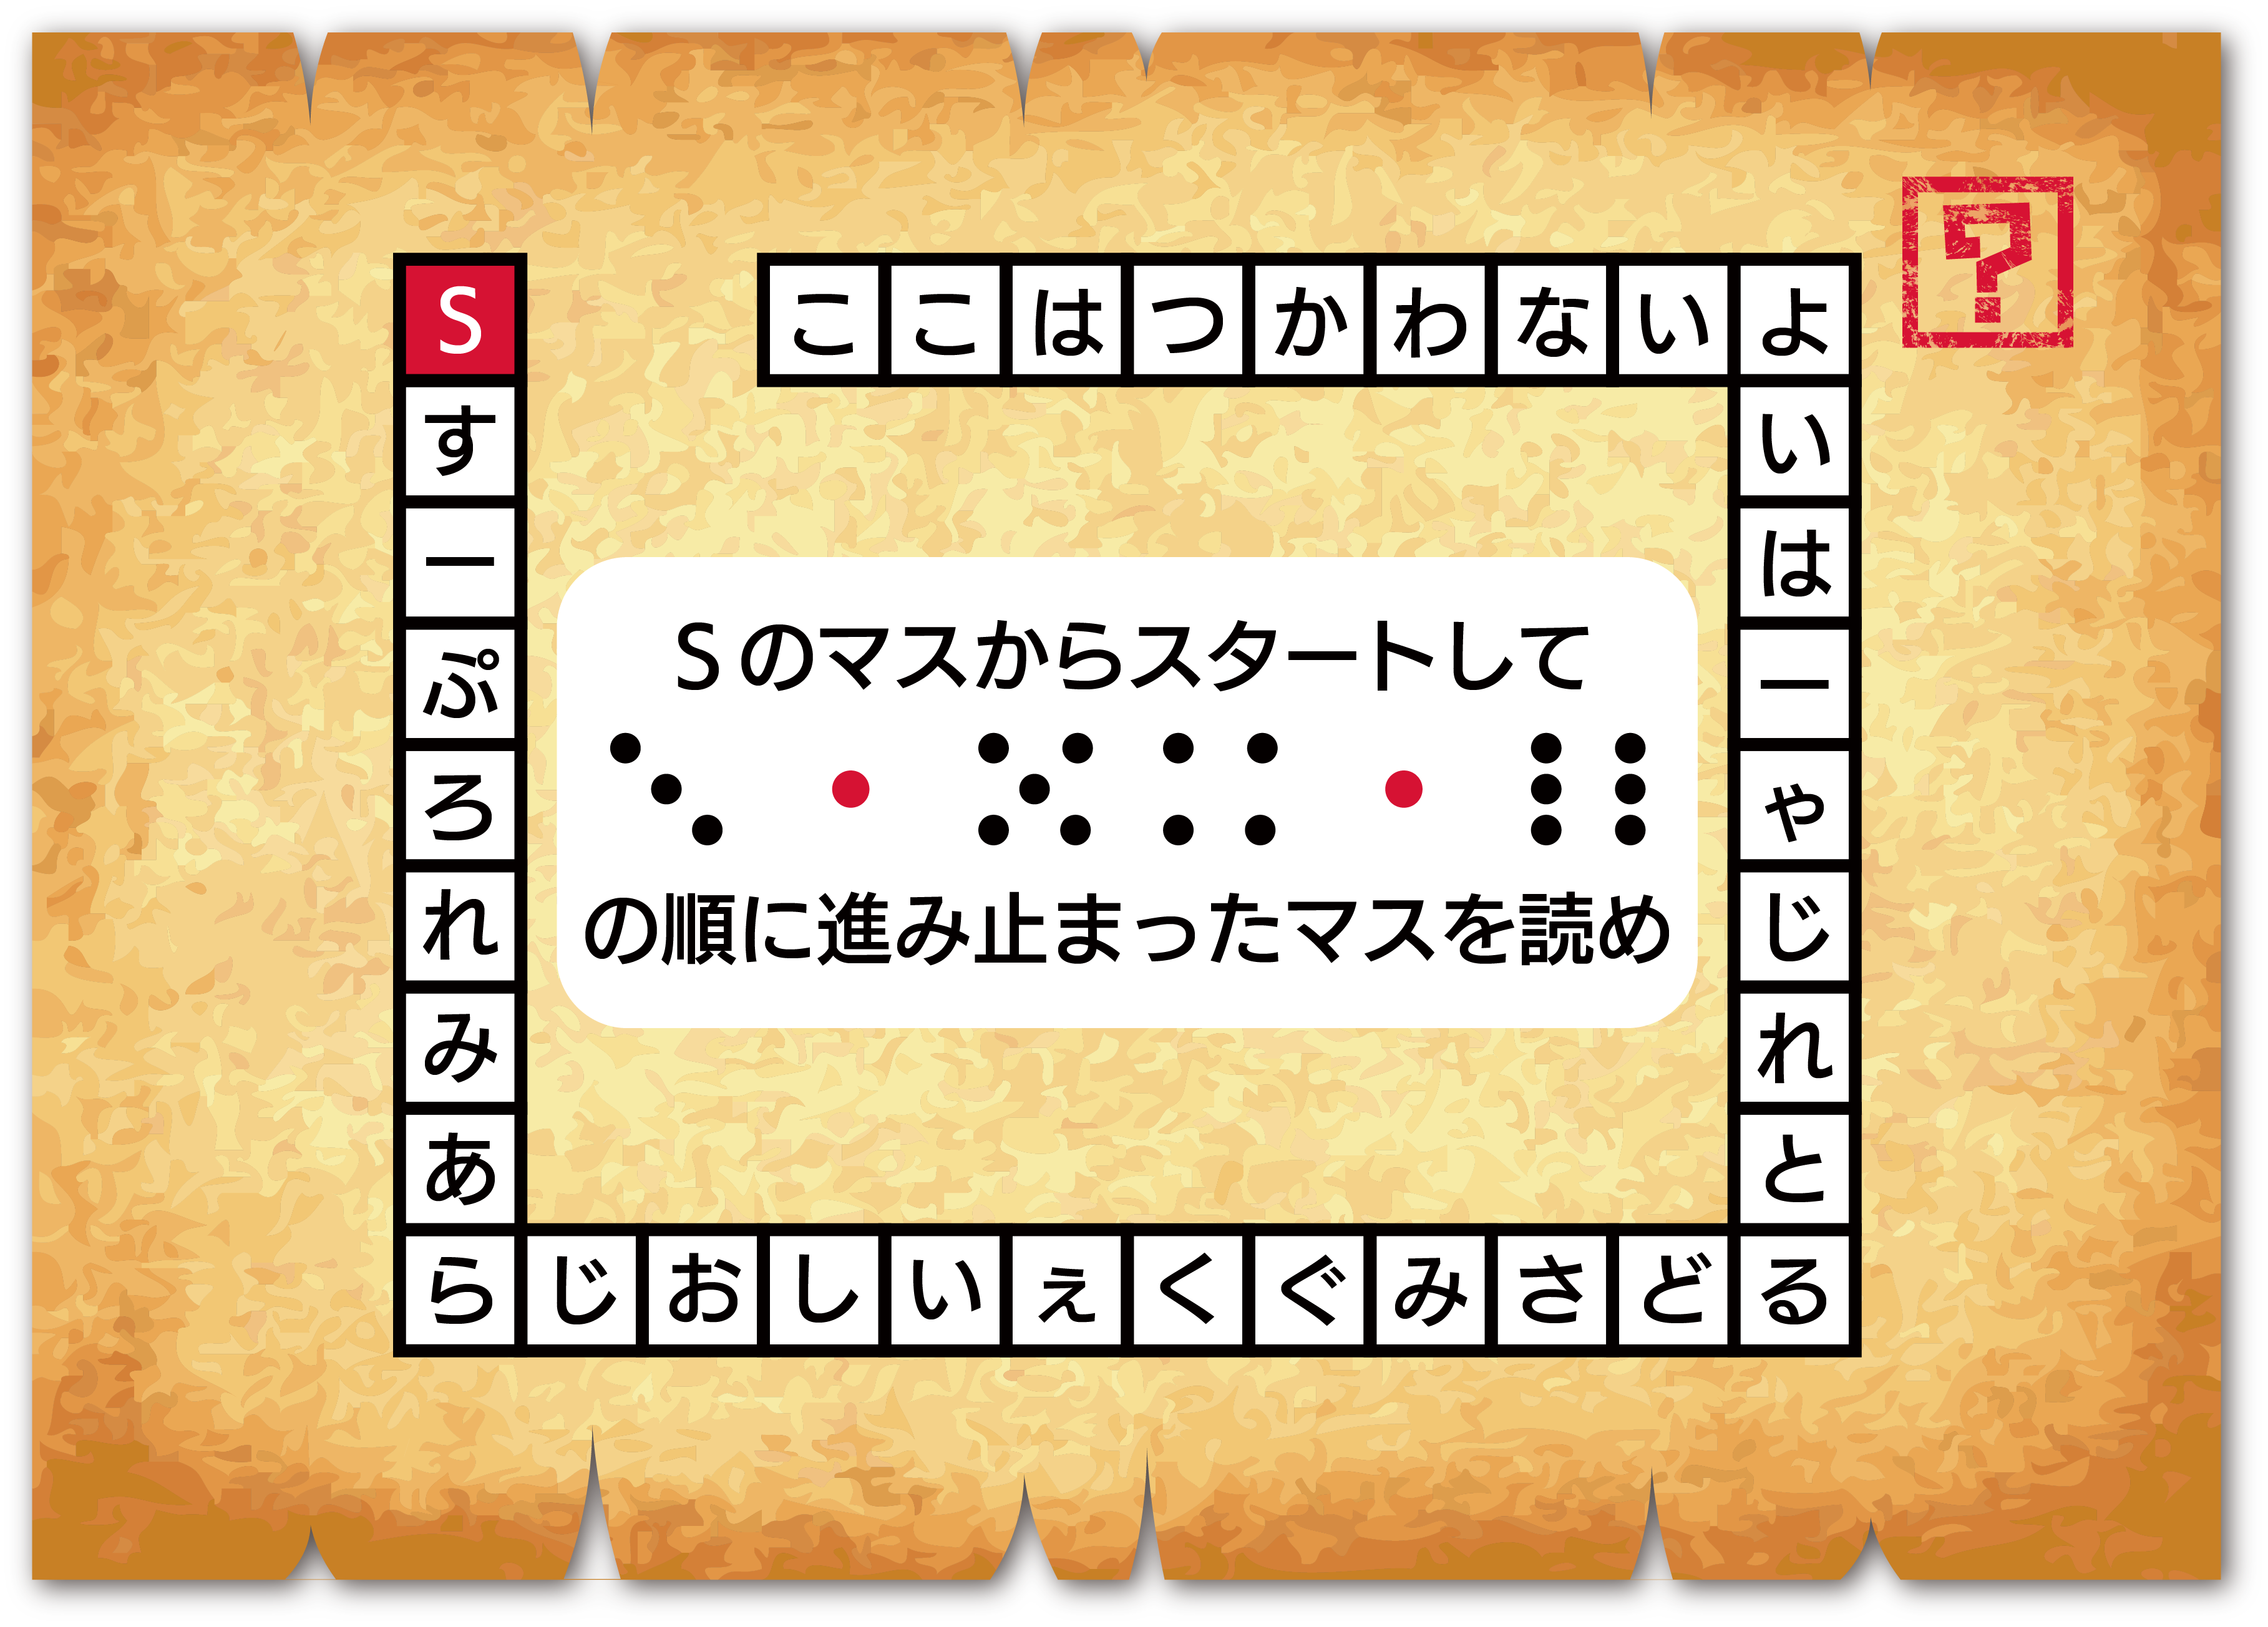 S
すーぷろれみあ
らじおしいぇくぐみさどる
とれじゃーはいよ
いなわかつはここ
Sのマスからスタートして
の順に進み止まったマスを読め
?